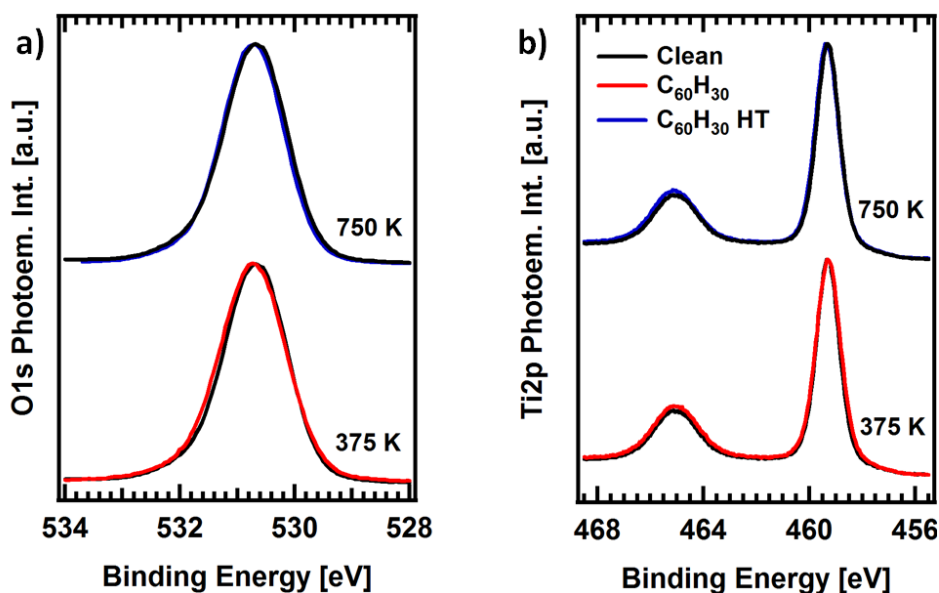 a)
O1s Photoem. Int. [a.u.]
750 K
375 K
534 532 530 528
Binding Energy [eV]
b)
Ti2p Photoem. Int. [a.u.]
Clean
C60H30
C60H30 HT
750 K
375 K
468 464 460 456
Binding Energy [eV]